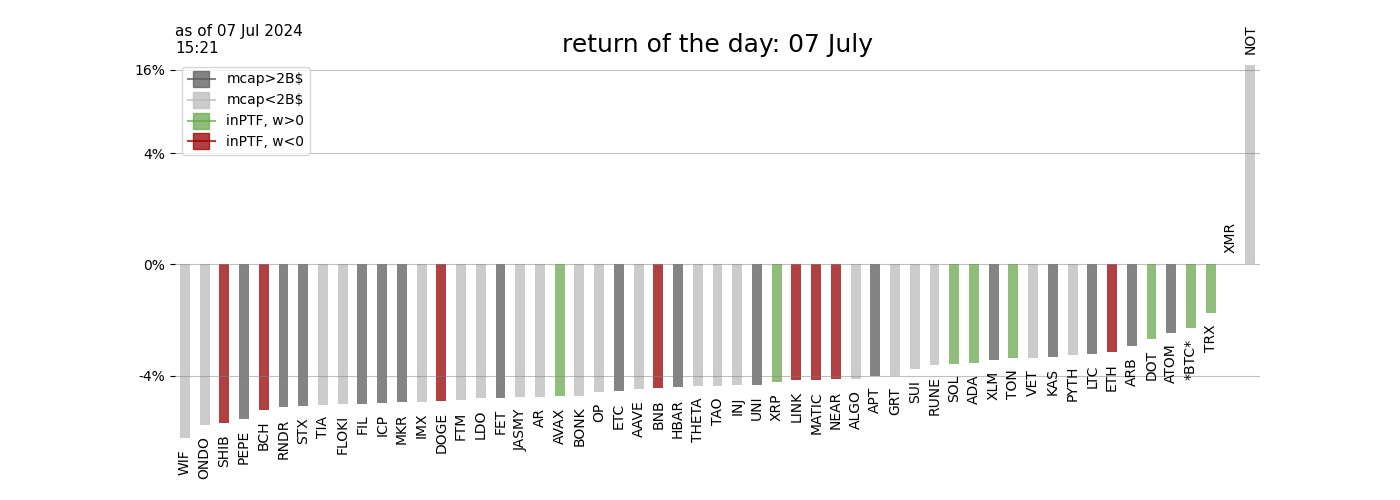 as of 07 Jul 2024
15:21
return of the day: 07 July
mcap>2B$
mcap<2B$
inPTF, w>0
inPTF, w<0
16%
4%
0%
-4%
WIF
ONDO
SHIB
PEPE
BCH
RNDR
STX
TIA
FLOKI
FIL
ICP
MKR
IMX
DOGE
FTM
LDO
FET
JASMY
AR
AVAX
BONK
OP
ETC
AAVE
BNB
HBAR
THETA
TAO
INJ
UNI
XRP
LINK
MATIC
NEAR
ALGO
APT
GRT
SUI
RUNE
SOL
ADA
XLM
TON
VET
KAS
PYTH
LTC
ETH
ARB
DOT
ATOM
*BTC*
TRX
XMR
NOT